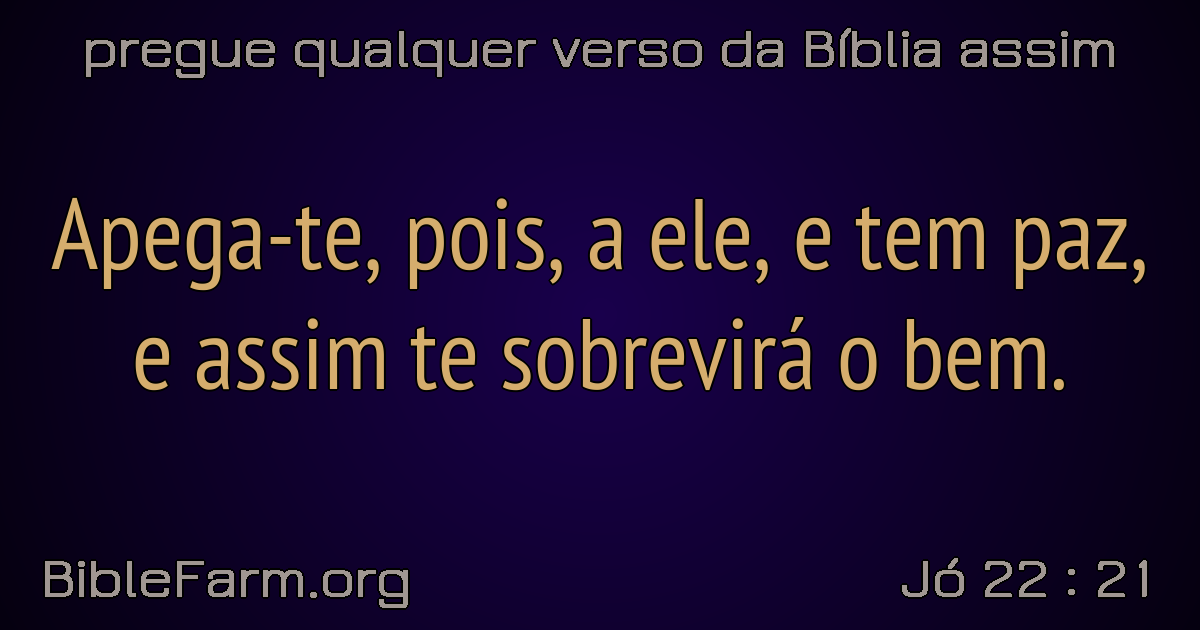 pregue qualquer verso da Bíblia assim
Apega-te, pois, a ele, e tem paz,
e assim te sobrevirá o bem.
BibleFarm.org
Jó 22 : 21